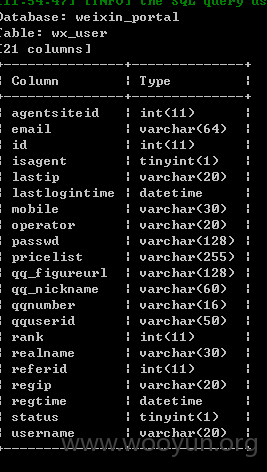 [11:54:47] [INFO] the SQL query us
Database: weixin_portal
Table: wx_user
[21 columns]
+---------------+--------------+
| Column | Type |
+---------------+--------------+
| agentsiteid | int(11) |
| email | varchar(64) |
| id | int(11) |
| isagent | tinyint(1) |
| lastip | varchar(20) |
| lastlogintime | datetime |
| mobile | varchar(30) |
| operator | varchar(20) |
| passwd | varchar(128) |
| pricelist | varchar(255) |
| qq_figureurl | varchar(128) |
| qq_nickname | varchar(60) |
| qqnumber | varchar(16) |
| qquserid | varchar(50) |
| rank | int(11) |
| realname | varchar(30) |
| referid | int(11) |
| regip | varchar(20) |
| regtime | datetime |
| status | tinyint(1) |
| username | varchar(20) |
+---------------+--------------+
www.wooyun.org